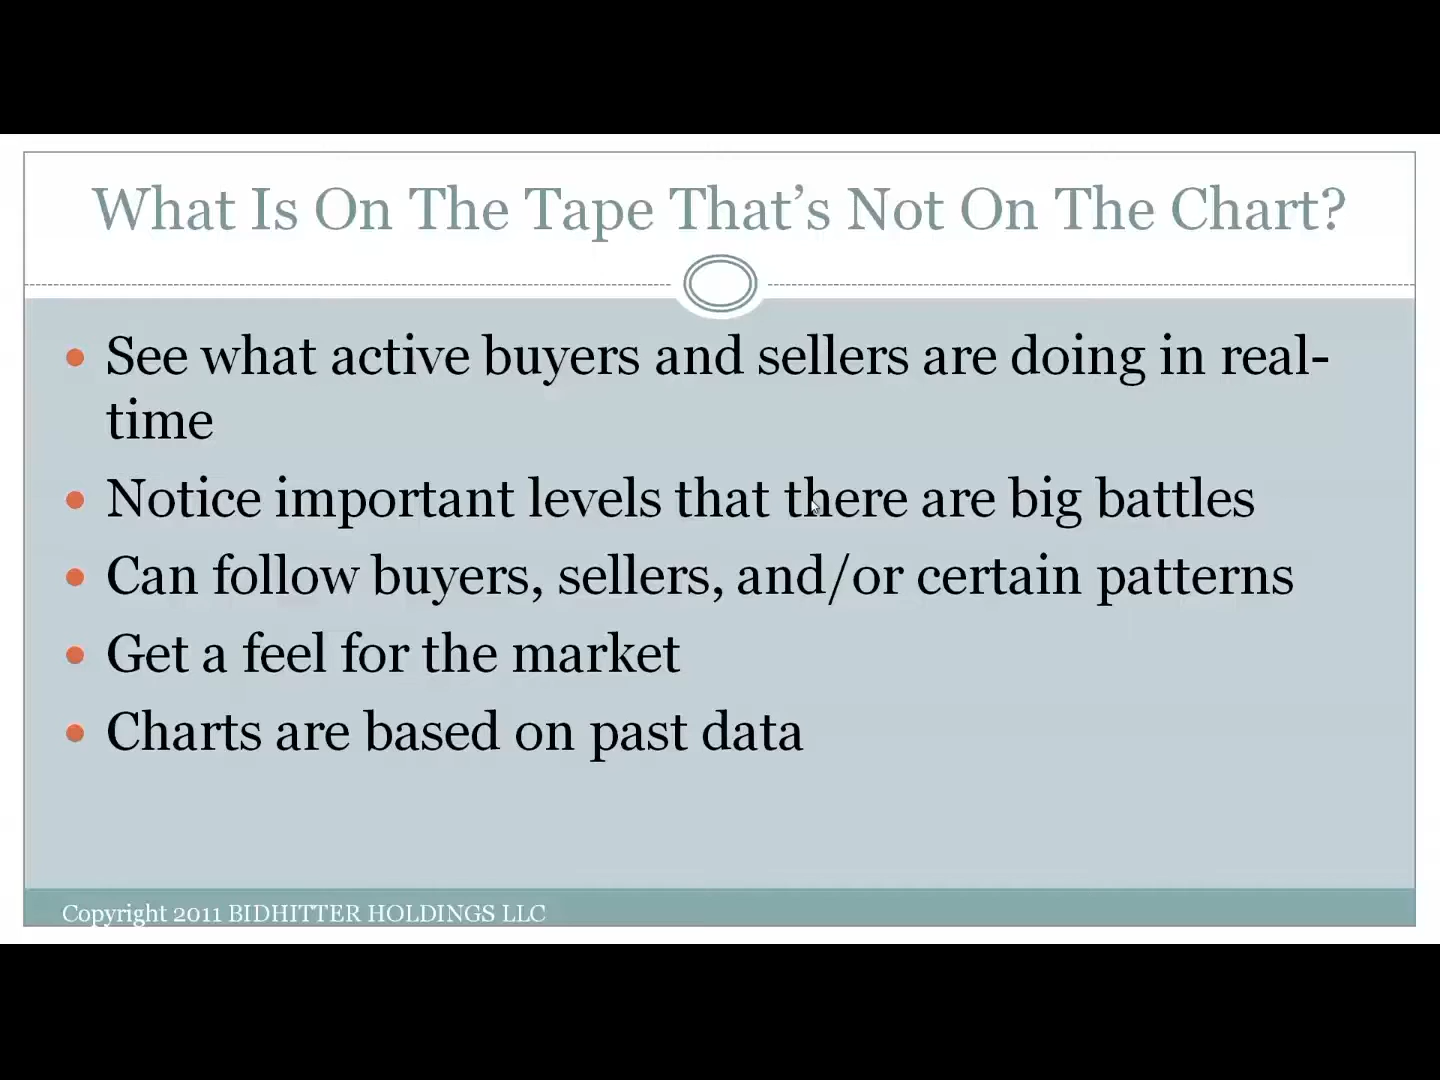 What Is On The Tape That’s Not On The Chart?
See what active buyers and sellers are doing in real-
time
Notice important levels that there are big battles
Can follow buyers, sellers, and/or certain patterns
Get a feel for the market
Charts are based on past data
Copyright 2011 BIDHITTER HOLDINGS LLC